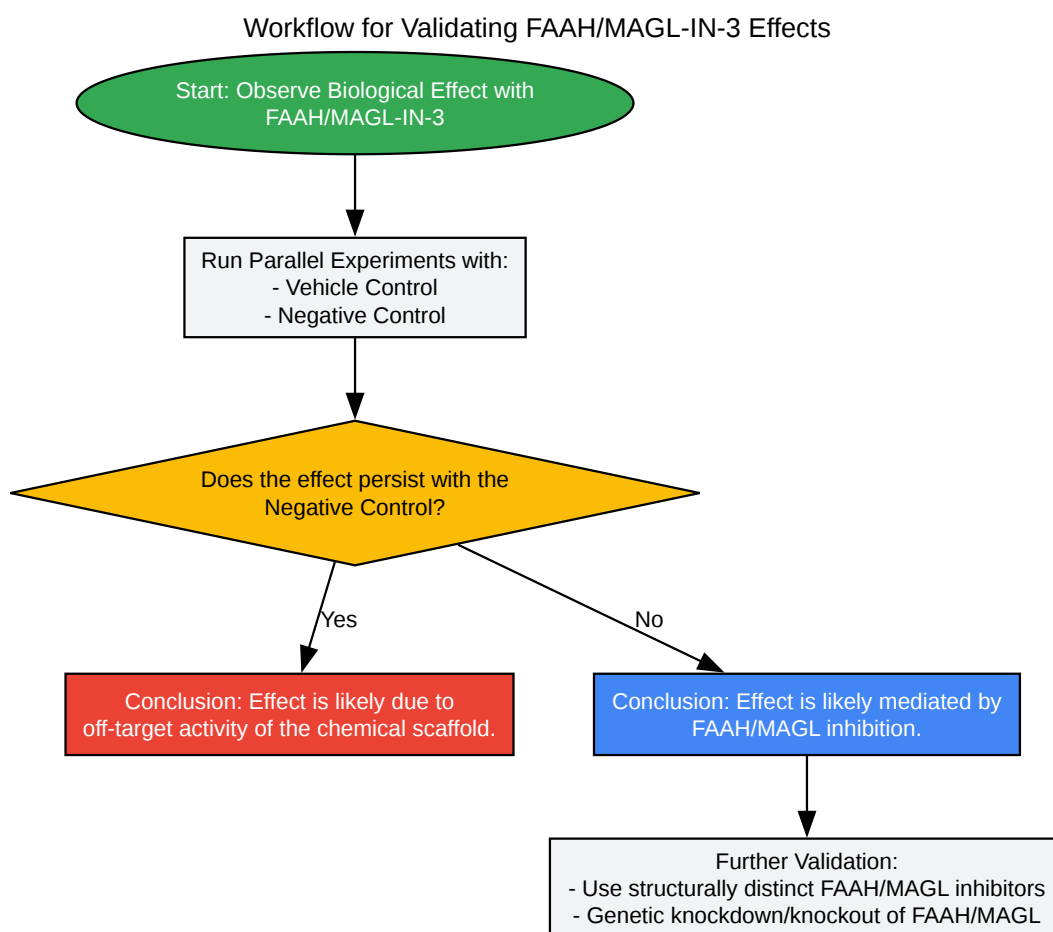 Workflow for Validating FAAH/MAGL-IN-3 Effects
Start: Observe Biological Effect with
FAAH/MAGL-IN-3
Run Parallel Experiments with:
- Vehicle Control
- Negative Control
Does the effect persist with the
Negative Control?
Yes
No
Conclusion: Effect is likely due to
off-target activity of the chemical scaffold.
Conclusion: Effect is likely mediated by
FAAH/MAGL inhibition.
Further Validation:
- Use structurally distinct FAAH/MAGL inhibitors
- Genetic knockdown/knockout of FAAH/MAGL